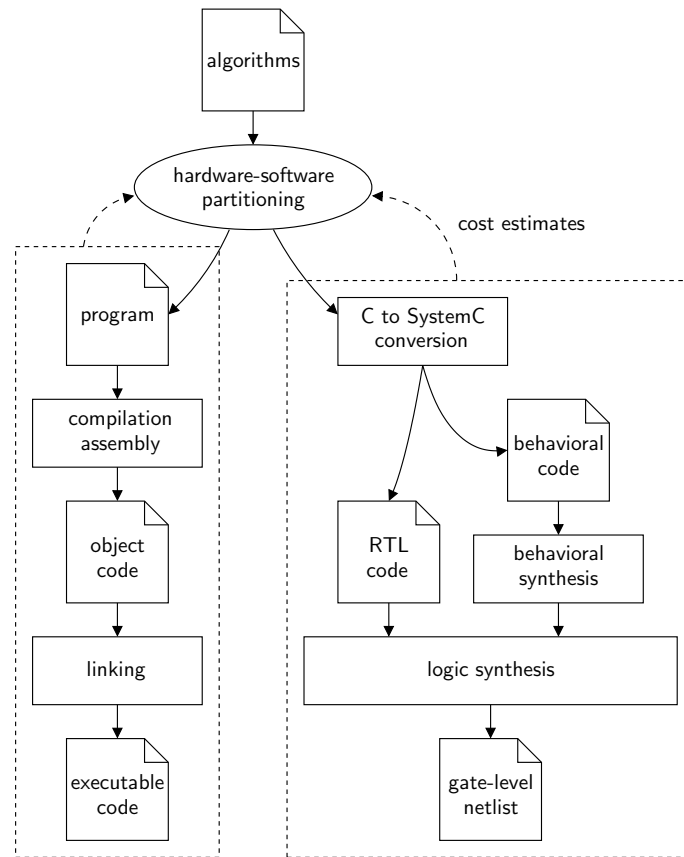 algorithms
hardware-software
partitioning
cost estimates
program
C to SystemC
conversion
compilation
assembly
behavioral
code
object
code
RTL
code
behavioral
synthesis
linking
logic synthesis
executable
code
gate-level
netlist